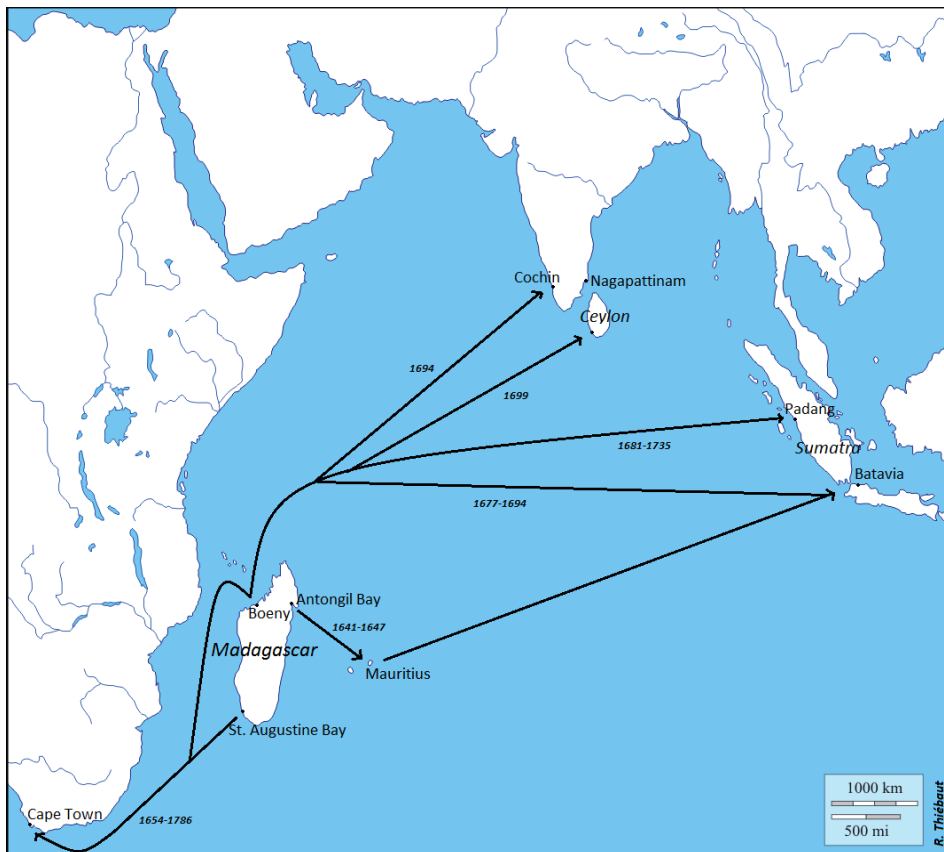 Cochin
Nagapattinam
Ceylon
1694
1699
Padang
1681-1735
Sumatra
Batavia
1677-1694
Antongil Bay
Boeny
1641-1647
Madagascar
Mauritius
St. Augustine Bay
Cape Town
1654-1786
1000 km
500 mi
R. Thiébaut